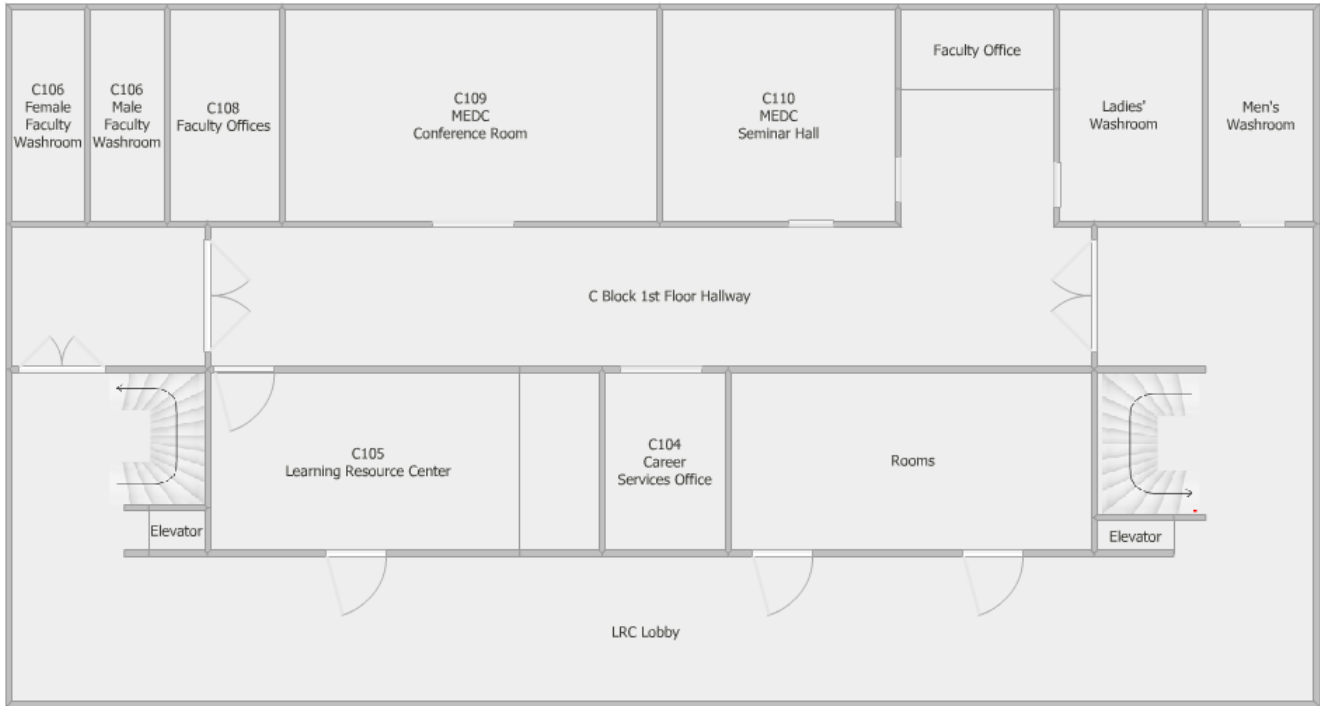 C106
Female
Faculty
Washroom
C106
Male
Faculty
Washroom
C108
Faculty Offices
C109
MEDC
Conference Room
C110
MEDC
Seminar Hall
Faculty Office
Ladies'
Washroom
Men's
Washroom
C Block 1st Floor Hallway
C105
Learning Resource Center
C104
Career
Services Office
Rooms
Elevator
Elevator
LRC Lobby